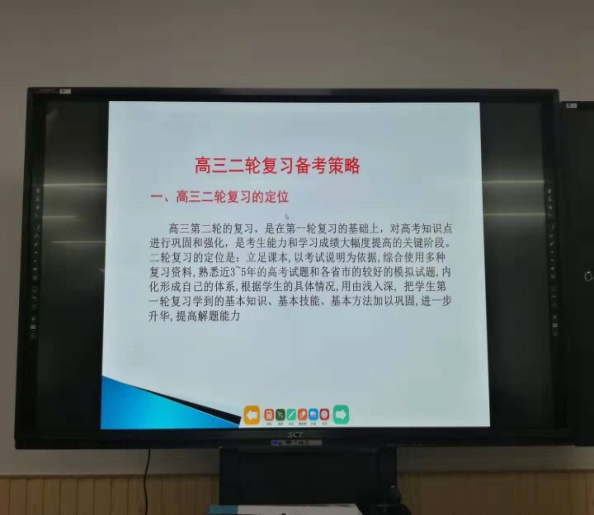 高三二轮复习备考策略
一、高三二轮复习的定位
高三第二轮的复习，是在第一轮复习的基础上，对高考知识点
进行巩固和强化，是考生能力和学习成绩大幅度提高的关键阶段。
二轮复习的定位是：立足课本,以考试说明为依据,综合使用多种
复习资料,熟悉近3~5年的高考试题和各省市的较好的模拟试题,内
化形成自己的体系,根据学生的具体情况,用由浅入深, 把学生第
一轮复习学到的基本知识、基本技能、基本方法加以巩固,进一步
升华,提高解题能力
SCT